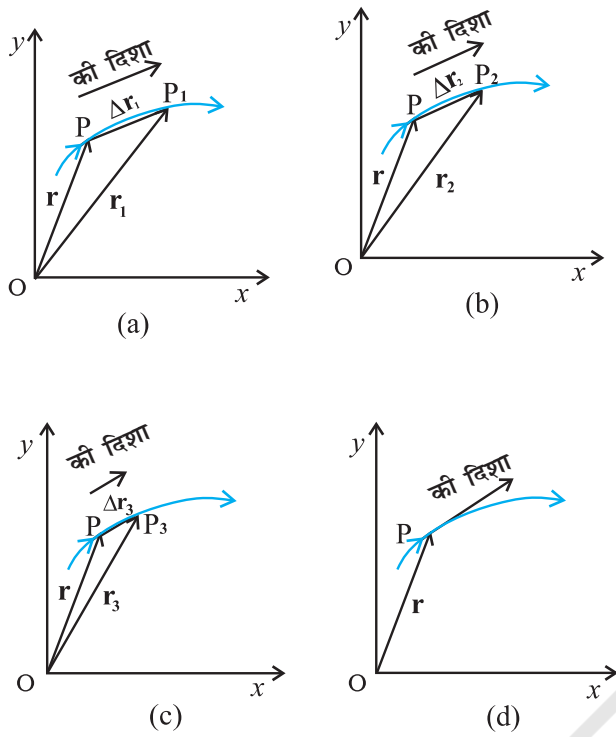 y
की दिशा
Δr₁
P
P₁
r
r₁
O
x
(a)
y
की दिशा
Δr₂
P
P₂
r
r₂
O
x
(b)
y
की दिशा
Δr₃
P
P₃
r
r₃
O
x
(c)
y
की दिशा
P
r
O
x
(d)